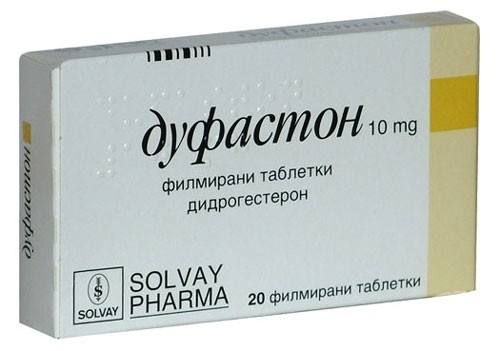 дуфастон 10 mg
филмирани таблетки
дидрогестерон
SOLVAY
SOLVAY
PHARMA
20 филмирани таблетки
дуфастон